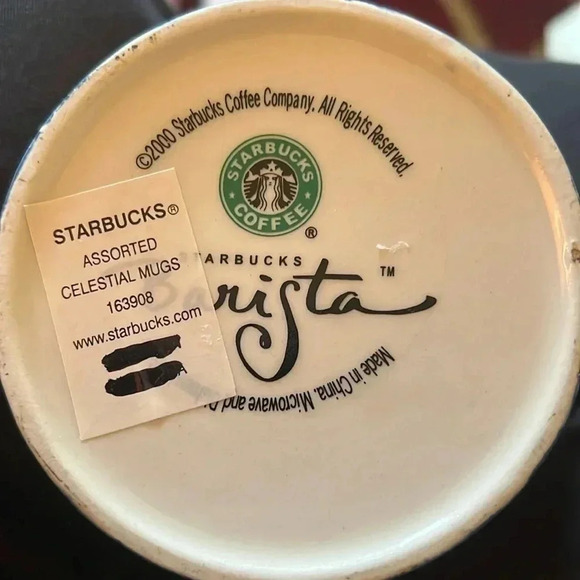 ©2000 Starbucks Coffee Company. All Rights Reserved.
STARBUCKS
COFFEE
®
STARBUCKS®
ASSORTED
CELESTIAL MUGS
163908
www.starbucks.com
TARBUCKS
Barista™
Made in China. Microwave and